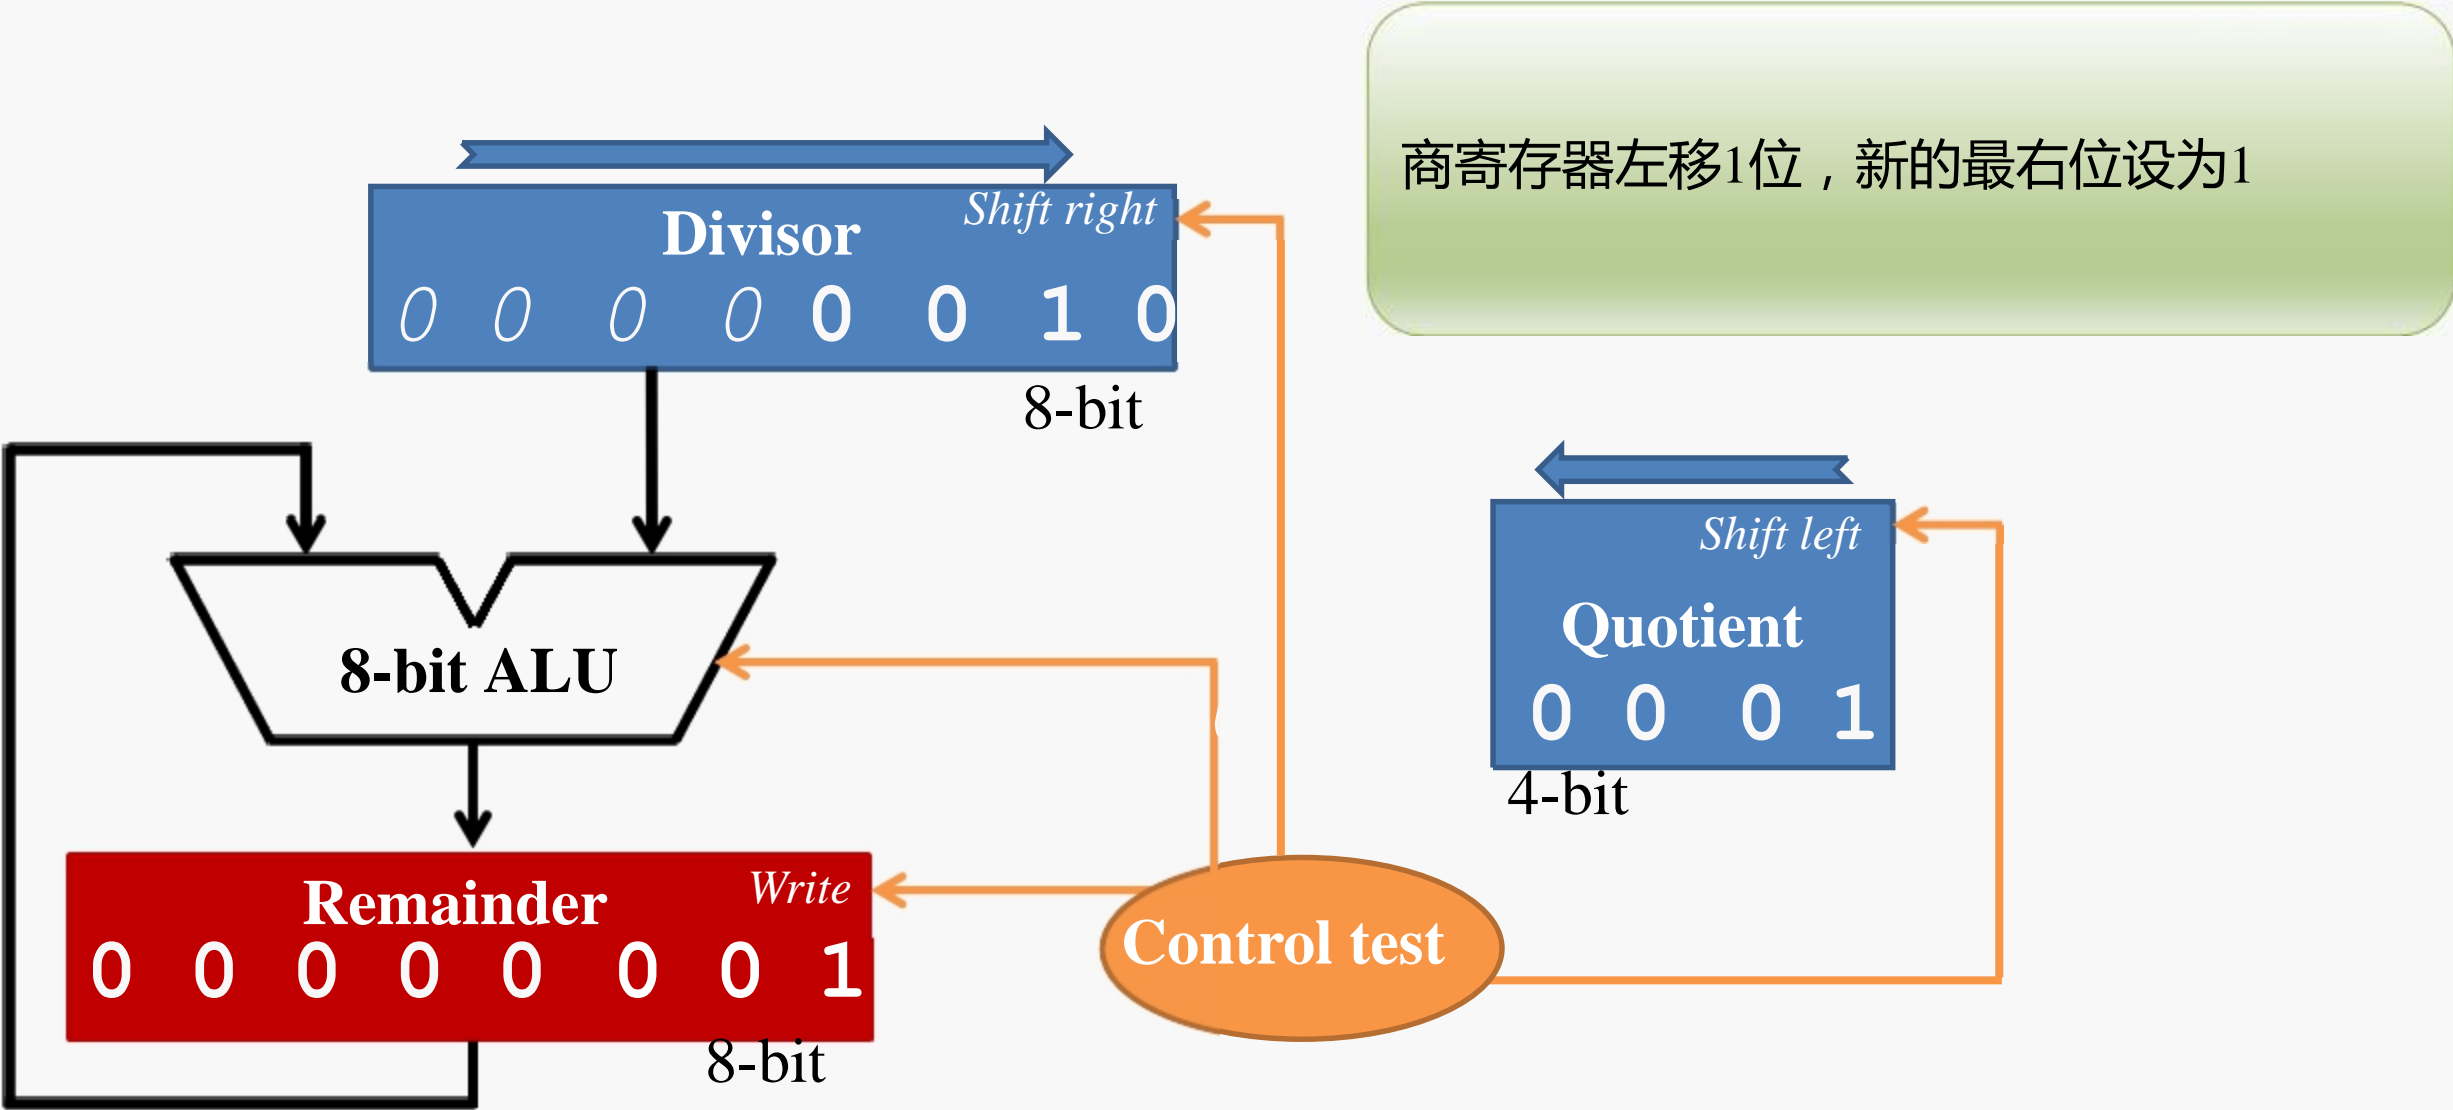 商寄存器左移1位，新的最右位设为1
Shift right
Divisor
0 0 0 0 0 0 1 0
8-bit
Shift left
Quotient
0 0 0 1
4-bit
8-bit ALU
Write
Remainder
0 0 0 0 0 0 0 1
8-bit
Control test